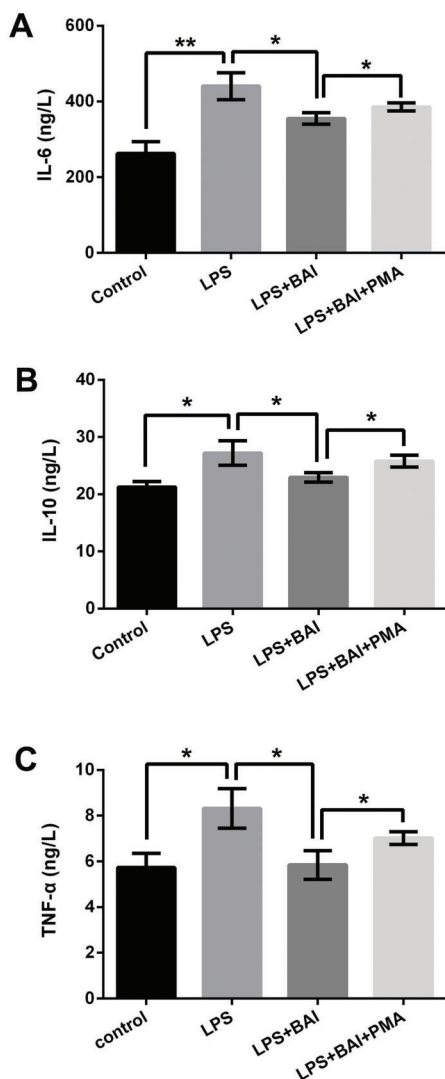 A
IL-6 (ng/L)
600
400
200
0
**
*
*
Control
LPS
LPS+BAI
LPS+BAI+PMA
B
IL-10 (ng/L)
40
30
20
10
0
*
*
*
Control
LPS
LPS+BAI
LPS+BAI+PMA
C
TNF-α (ng/L)
10
8
6
4
2
0
*
*
*
control
LPS
LPS+BAI
LPS+BAI+PMA